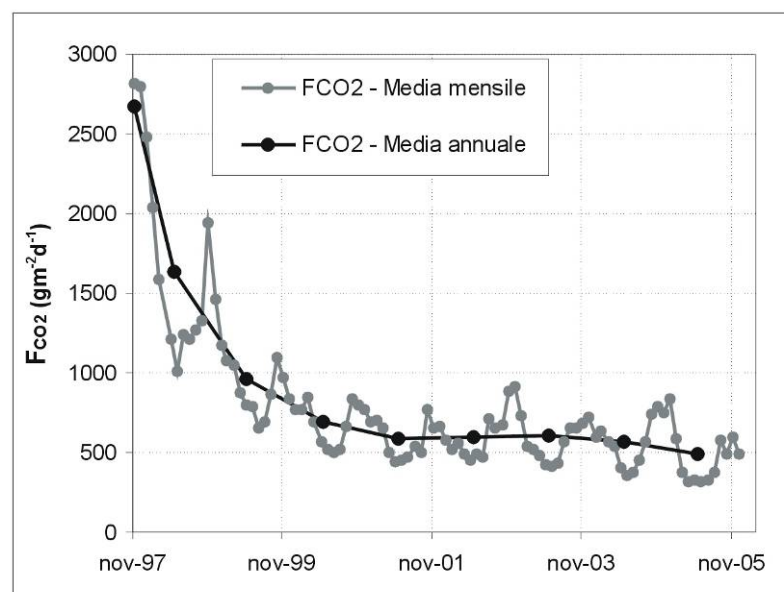 3000
2500
2000
1500
1000
500
0
FCO2 (gm-2d-1)
FCO2 - Media mensile
FCO2 - Media annuale
nov-97 nov-99 nov-01 nov-03 nov-05